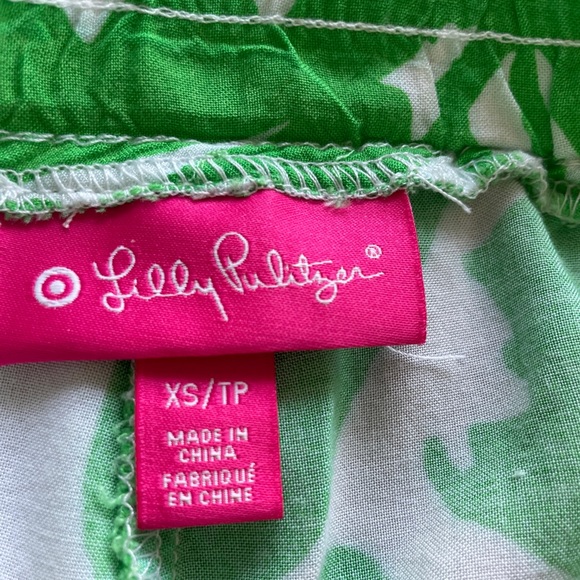 Lilly Pulitzer®
XS/TP
MADE IN
CHINA
FABRIQUÉ
EN CHINE